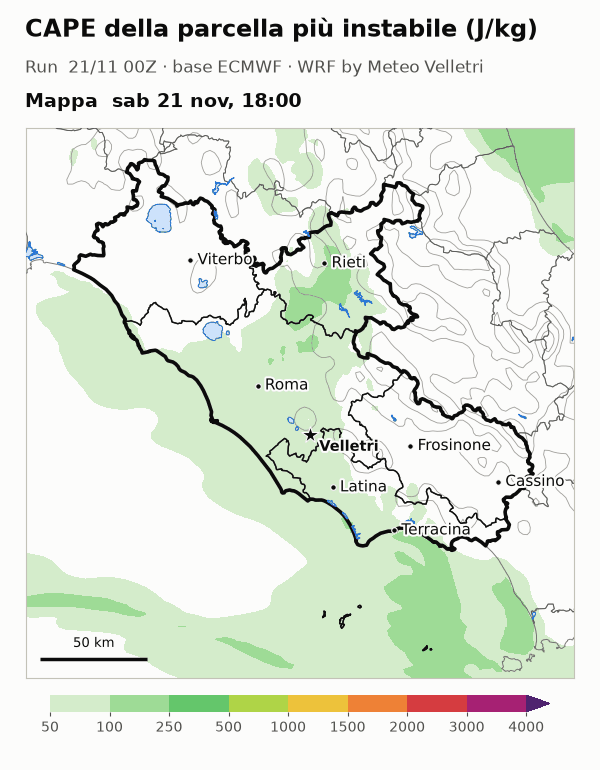 CAPE della parcella più instabile (J/kg)
Run 21/11 00Z · base ECMWF · WRF by Meteo Velletri
Mappa sab 21 nov, 18:00
Viterbo
Rieti
Roma
Velletri
Frosinone
Cassino
Latina
Terracina
50 km
50 100 250 500 1000 1500 2000 3000 4000